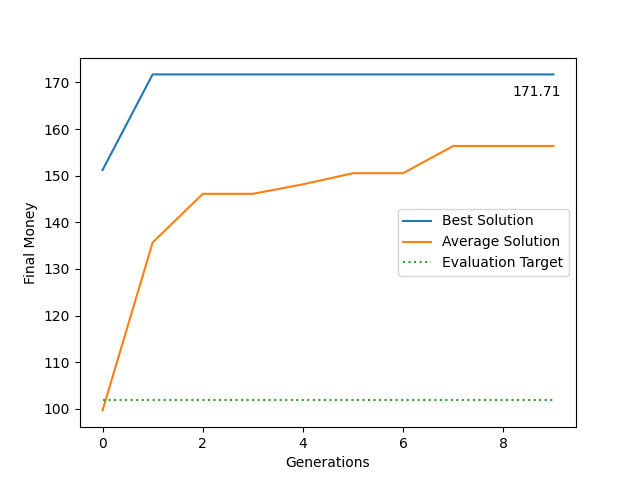 170
160
150
140
130
120
110
100
Final Money
171.71
Best Solution
Average Solution
Evaluation Target
0 2 4 6 8
Generations